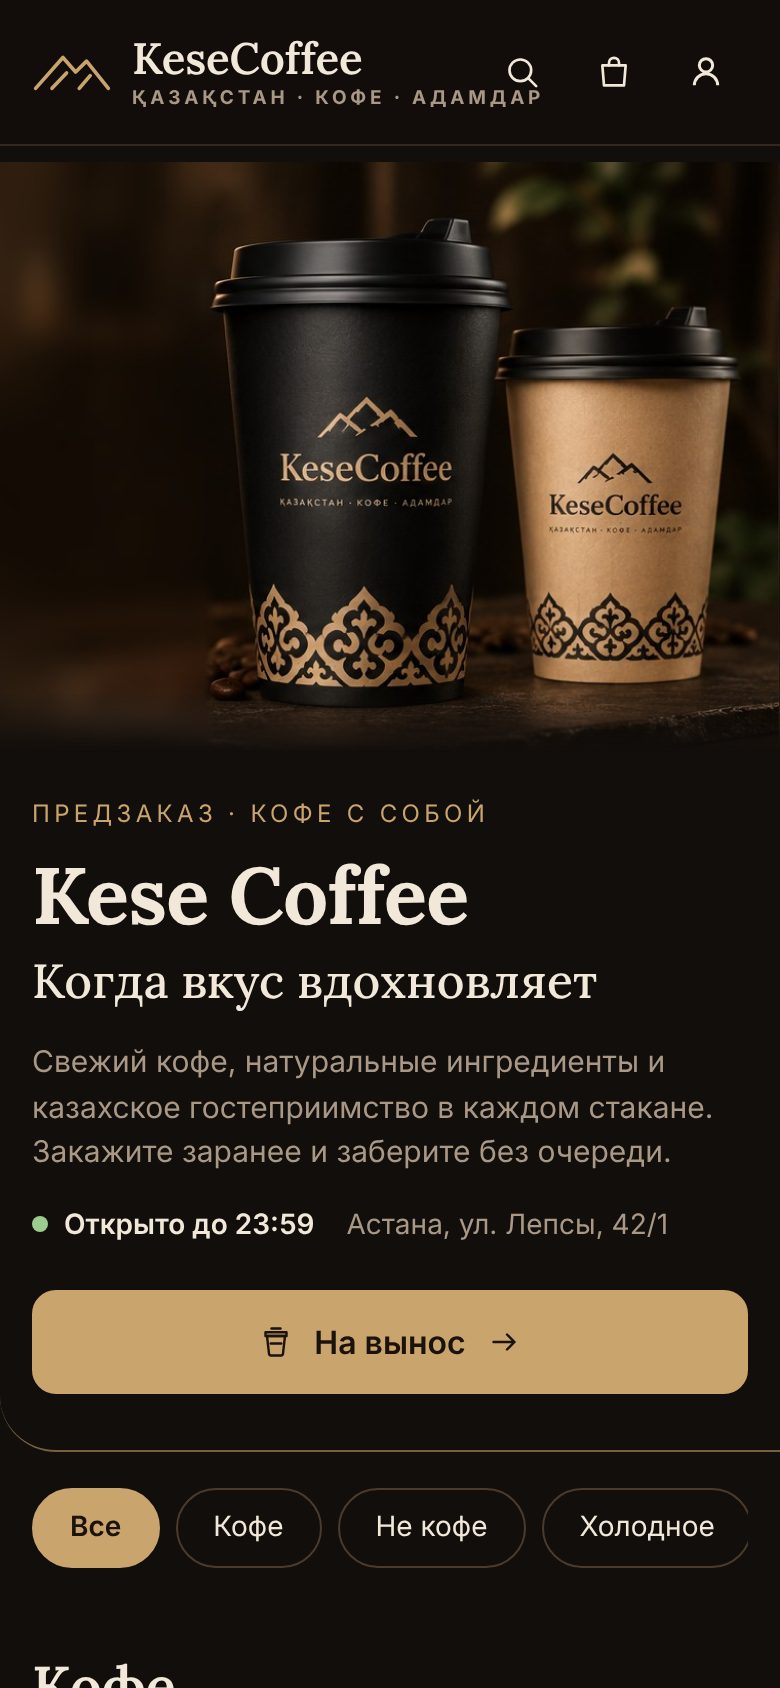 KeseCoffee
ҚАЗАҚСТАН · КОФЕ · АДАМДАР
KeseCoffee
ҚАЗАҚСТАН · КОФЕ · АДАМДАР
KeseCoffee
ҚАЗАҚСТАН · КОФЕ · АДАМДАР
ПРЕДЗАКАЗ · КОФЕ С СОБОЙ
Kese Coffee
Когда вкус вдохновляет
Свежий кофе, натуральные ингредиенты и
казахское гостеприимство в каждом стакане.
Закажите заранее и заберите без очереди.
Открыто до 23:59 Астана, ул. Лепсы, 42/1
На вынос →
Все Кофе Не кофе Холодное
Кофе